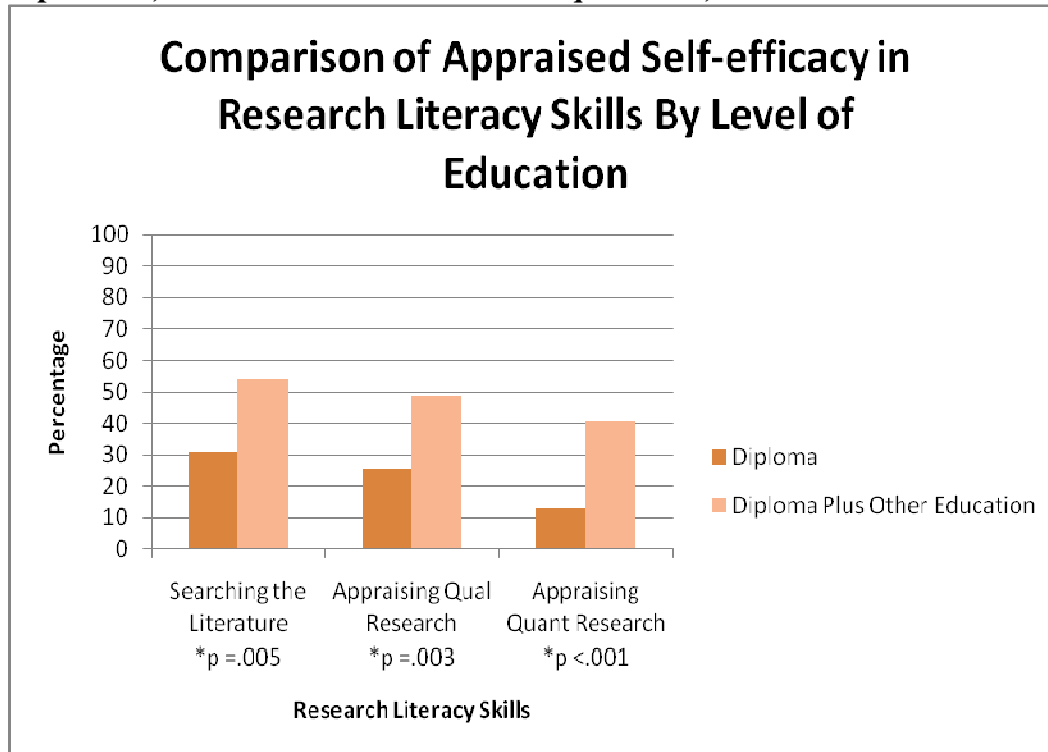 Comparison of Appraised Self-efficacy in
Research Literacy Skills By Level of
Education
100
90
80
70
60
50
40
30
20
10
0
Percentage
Searching the
Literature
*p =.005
Appraising Qual
Research
*p =.003
Appraising
Quant Research
*p <.001
Research Literacy Skills
Diploma
Diploma Plus Other Education